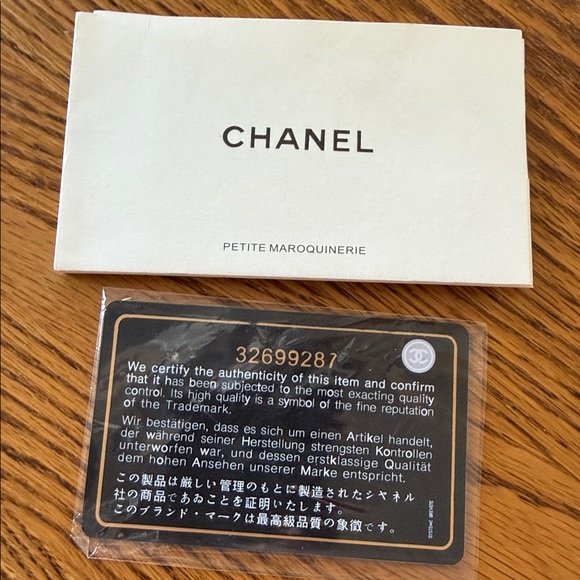 CHANEL
PETITE MAROQUINERIE
32699287
We certify the authenticity of this item and confirm
that it has been subjected to the most exacting quality
control. Its high quality is a symbol of the fine reputation
of the Trademark.
Wir bestätigen, dass es sich um einen Artikel handelt,
der während seiner Herstellung strengsten Kontrollen
unterworfen war, und dessen erstklassige Qualität
dem hohen Ansehen unserer Marke entspricht.
この製品は厳しい管理のもとに製造されたシャネル
社の商品であることを証明いたします。
このブランド・マークは最高級品質の象徴です。